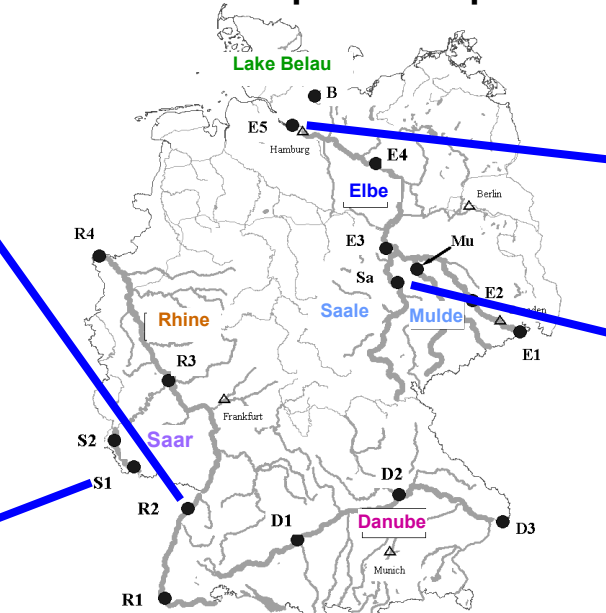 Lake Belau
B
E5
Hamburg
E4
Elbe
Berlin
R4
E3
Mu
Sa
E2
Rhine
Saale
Mulde
E1
R3
Frankfurt
S2
Saar
S1
D2
R2
D1
Danube
D3
Munich
R1